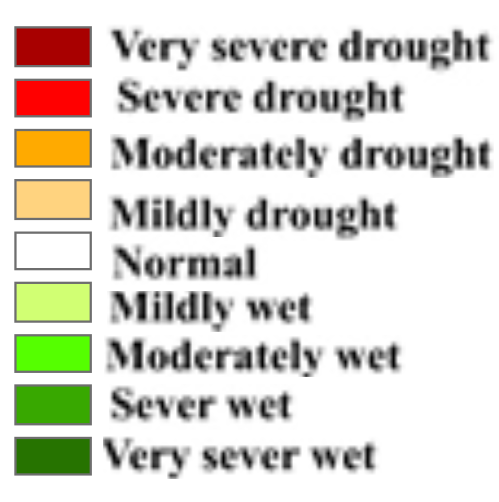 Very severe drought
Severe drought
Moderately drought
Mildly drought
Normal
Mildly wet
Moderately wet
Sever wet
Very sever wet